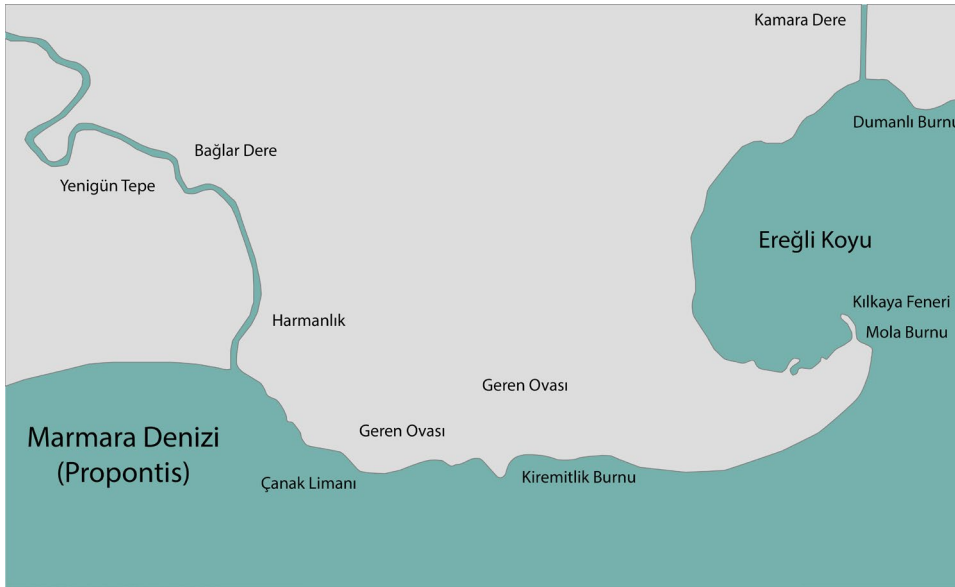 Kamara Dere
Dumanlı Burnu
Bağlar Dere
Yenigün Tepe
Ereğli Koyu
Kılkaya Feneri
Mola Burnu
Harmanlık
Geren Ovası
Geren Ovası
Marmara Denizi
(Propontis)
Çanak Limanı
Kiremitlik Burnu